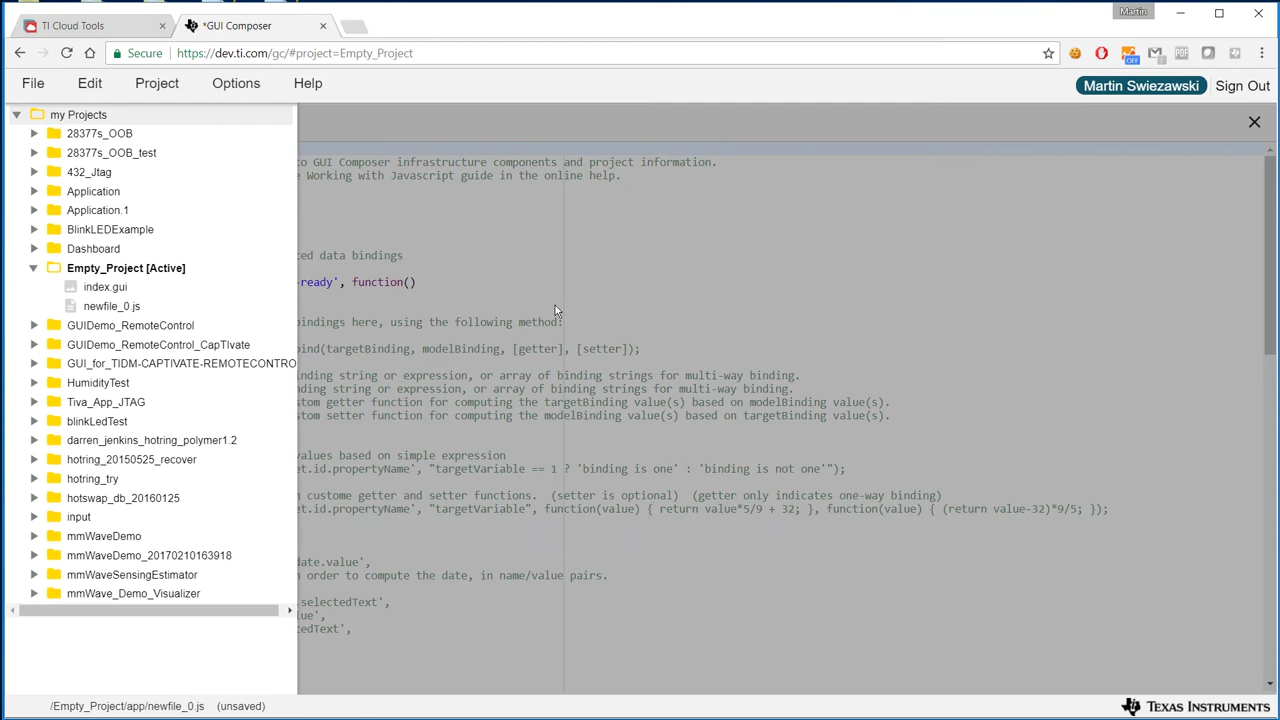 Martin
TI Cloud Tools
*GUI Composer
Secure
https://dev.ti.com/gc/#project=Empty_Project
OFF
PDF
File
Edit
Project
Options
Help
Martin Swiezawski
Sign Out
my Projects
28377s_OOB
28377s_OOB_test
432_Jtag
Application
Application.1
BlinkLEDExample
Dashboard
Empty_Project [Active]
index.gui
newfile_0.js
GUIDemo_RemoteControl
GUIDemo_RemoteControl_CapTIvate
GUI_for_TIDM-CAPTIVATE-REMOTECONTRO
HumidityTest
Tiva_App_JTAG
blinkLedTest
darren_jenkins_hotring_polymer1.2
hotring_20150525_recover
hotring_try
hotswap_db_20160125
input
mmWaveDemo
mmWaveDemo_20170210163918
mmWaveSensingEstimator
mmWave_Demo_Visualizer
to GUI Composer infrastructure components and project information.
e Working with Javascript guide in the online help.
ted data bindings
-ready', function()
bindings here, using the following method:
bind(targetBinding, modelBinding, [getter], [setter]);
inding string or expression, or array of binding strings for multi-way binding.
nding string or expression, or array of binding strings for multi-way binding.
stom getter function for computing the targetBinding value(s) based on modelBinding value(s).
ustom setter function for computing the modelBinding value(s) based on targetBinding value(s).
values based on simple expression
et.id.propertyName', "targetVariable == 1 ? 'binding is one' : 'binding is not one'");
h custome getter and setter functions. (setter is optional) (getter only indicates one-way binding)
et.id.propertyName', "targetVariable", function(value) { return value*5/9 + 32; }, function(value) { (return value-32)*9/5; });
date.value',
n order to compute the date, in name/value pairs.
.selectedText',
lue',
ctedText',
/Empty_Project/app/newfile_0.js (unsaved)
TEXAS INSTRUMENTS